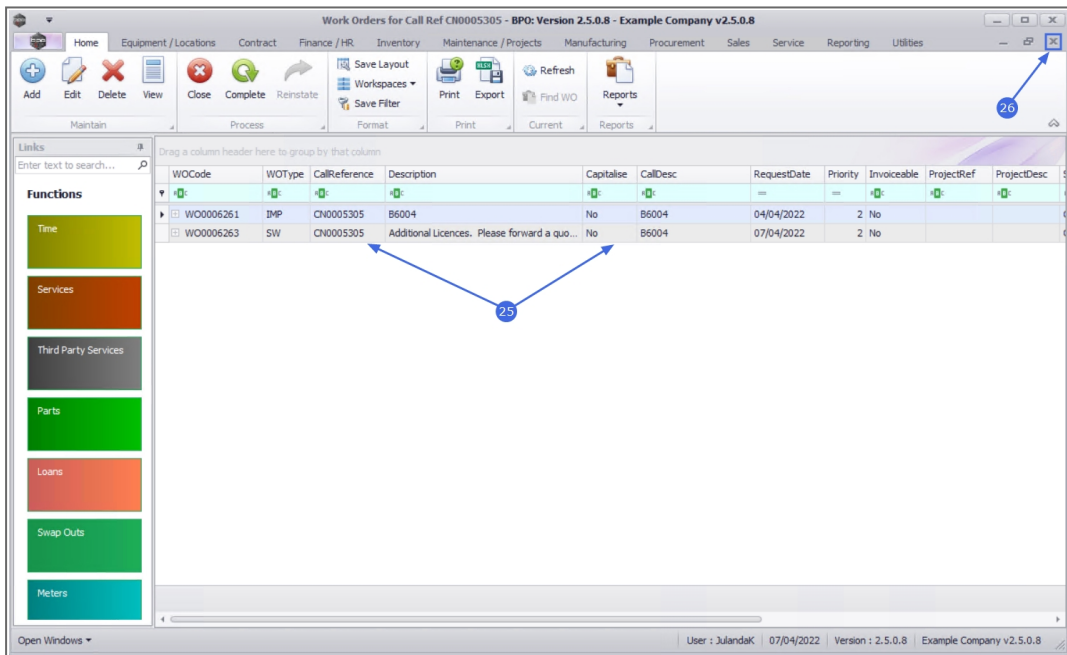 Work Orders for Call Ref CN0005305 - BPO: Version 2.5.0.8 - Example Company v2.5.0.8
Home Equipment / Locations Contract Finance / HR Inventory Maintenance / Projects Manufacturing Procurement Sales Service Reporting Utilities
Add Edit Delete View Close Complete Reinstate Save Layout Workspaces Save Filter Print Export Refresh Find WO Reports
Maintain Process Format Print Current Reports
26
Links
Enter text to search...
Functions
Time
Services
Third Party Services
Parts
Loans
Swap Outs
Meters
Drag a column header here to group by that column
WOCode WOType CallReference Description Capitalise CallDesc RequestDate Priority Invoiceable ProjectRef ProjectDesc
WO0006261 IMP CN0005305 B6004 No B6004 04/04/2022 2 No
WO0006263 SW CN0005305 Additional Licences. Please forward a quo... No B6004 07/04/2022 2 No
25
Open Windows User : JulandaK 07/04/2022 Version : 2.5.0.8 Example Company v2.5.0.8